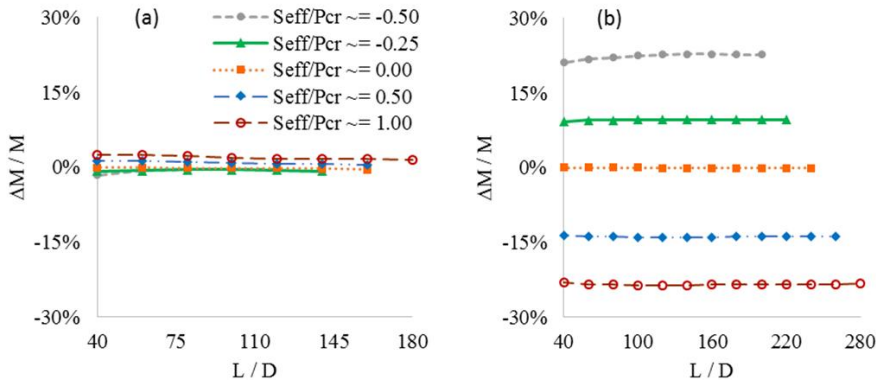 (a)
30%
15%
0%
-15%
-30%
ΔM / M
Seff/Pcr ~= -0.50
Seff/Pcr ~= -0.25
Seff/Pcr ~= 0.00
Seff/Pcr ~= 0.50
Seff/Pcr ~= 1.00
40 75 110 145 180
L / D
(b)
30%
15%
0%
-15%
-30%
ΔM / M
40 100 160 220 280
L / D